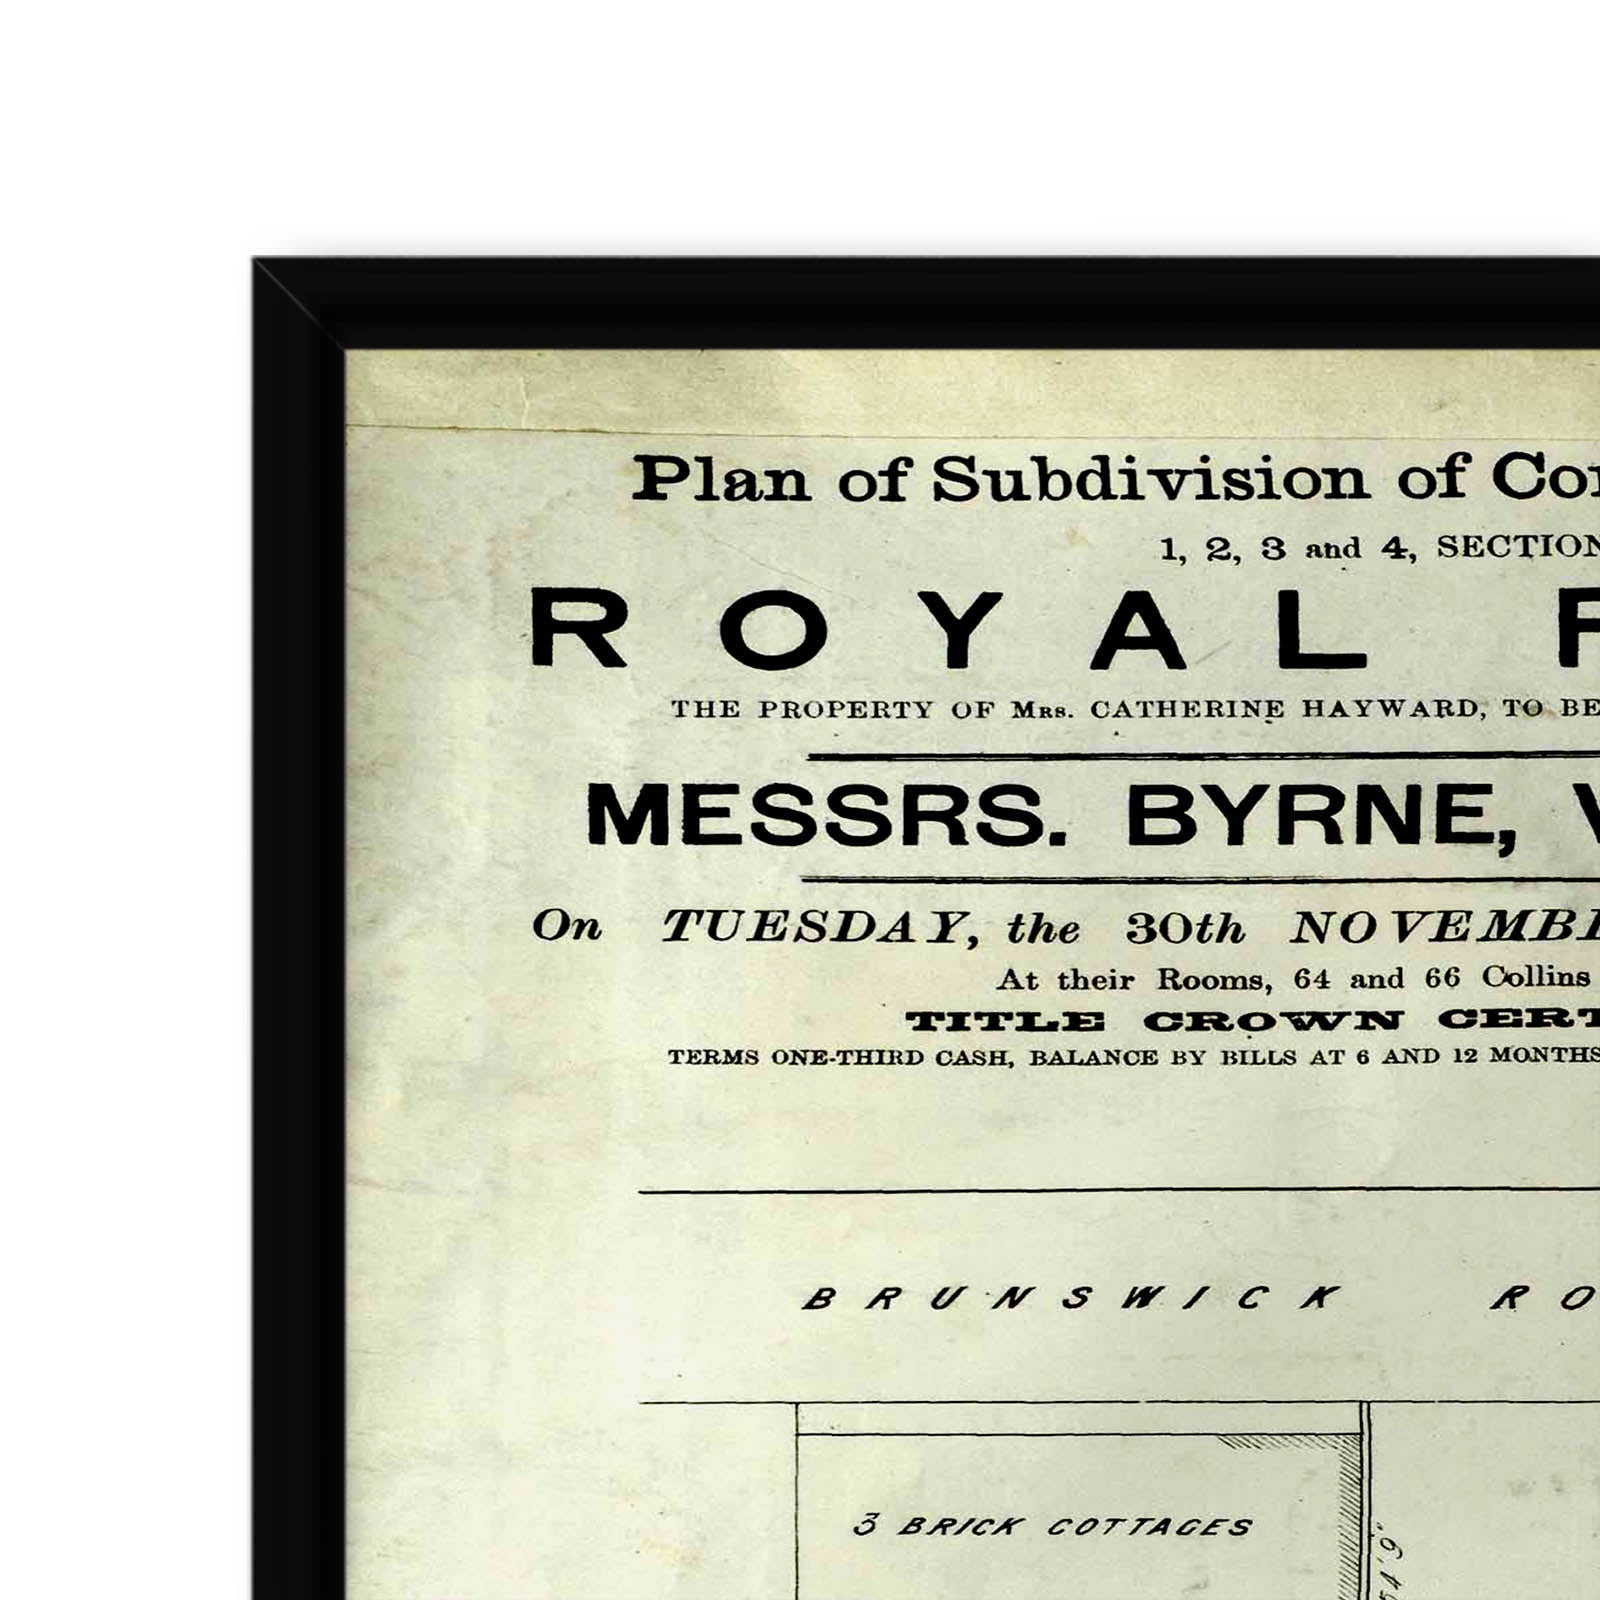 Plan of Subdivision of
1, 2, 3 and 4, SECTION
ROYAL
THE PROPERTY OF MRS. CATHERINE HAYWARD, TO BE
MESSRS. BYRNE,
On TUESDAY, the 30th
At their Rooms, 64 and 66 Collins
TITLE CROWN
TERMS ONE-THIRD CASH, BALANCE BY BILLS AT 6 AND 12 MONTHS
BRUNSWICK
3 BRICK COTTAGES